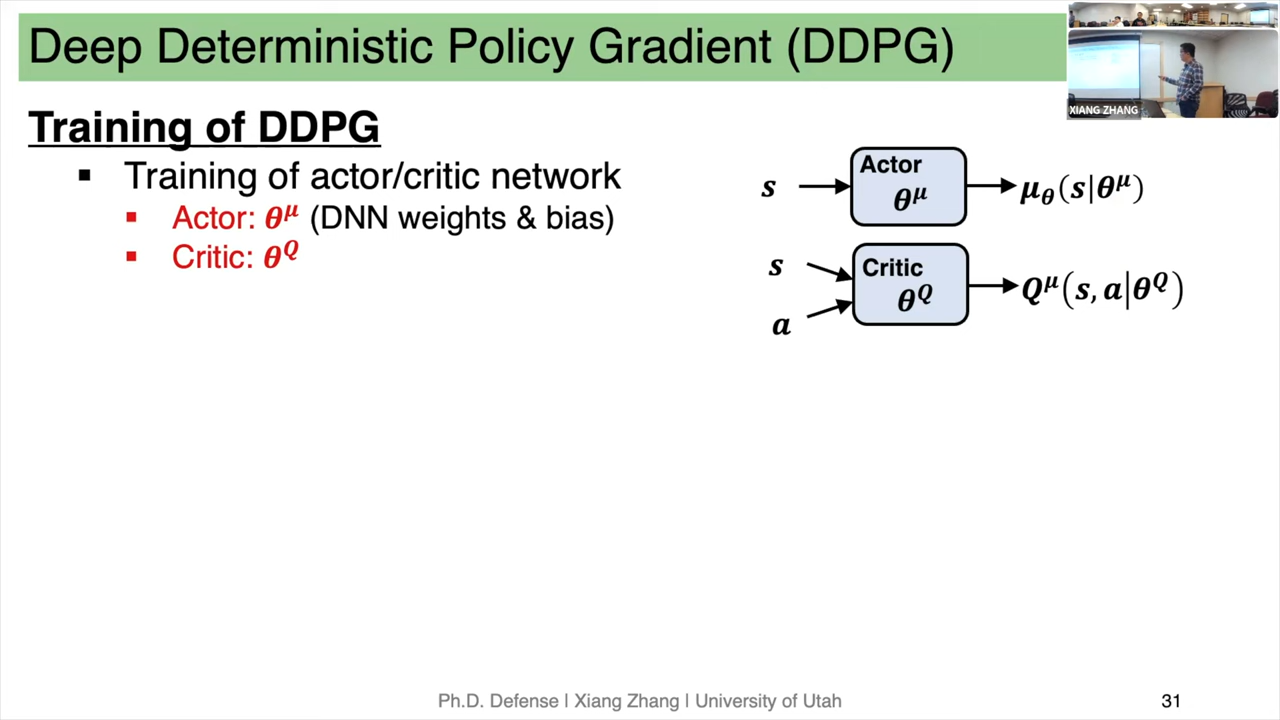 Deep Deterministic Policy Gradient (DDPG)
XIANG ZHANG
Training of DDPG
▪ Training of actor/critic network
▪ Actor: θ^μ (DNN weights & bias)
▪ Critic: θ^Q
s
Actor
θ^μ
μ_θ(s|θ^μ)
s
a
Critic
θ^Q
Q^μ(s, a|θ^Q)
Ph.D. Defense | Xiang Zhang | University of Utah
31